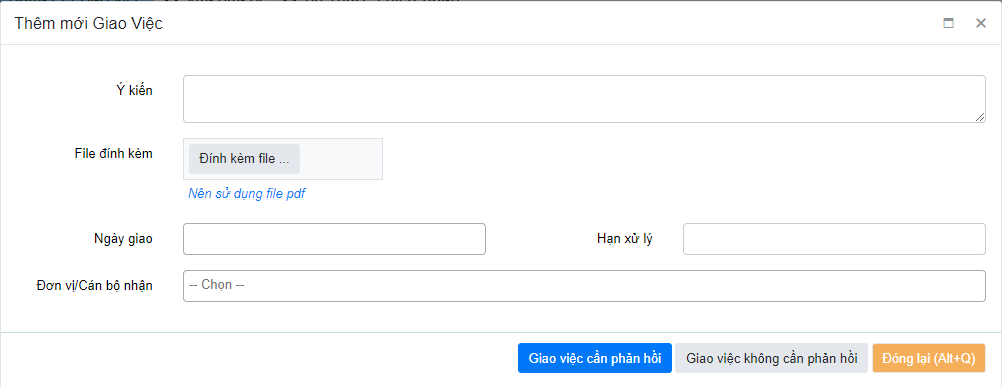 Thêm mới Giao Việc
Ý kiến
File đính kèm
Đính kèm file ...
Nên sử dụng file pdf
Ngày giao
Hạn xử lý
Đơn vị/Cán bộ nhận
-- Chọn --
Giao việc cần phản hồi
Giao việc không cần phản hồi
Đóng lại (Alt+Q)